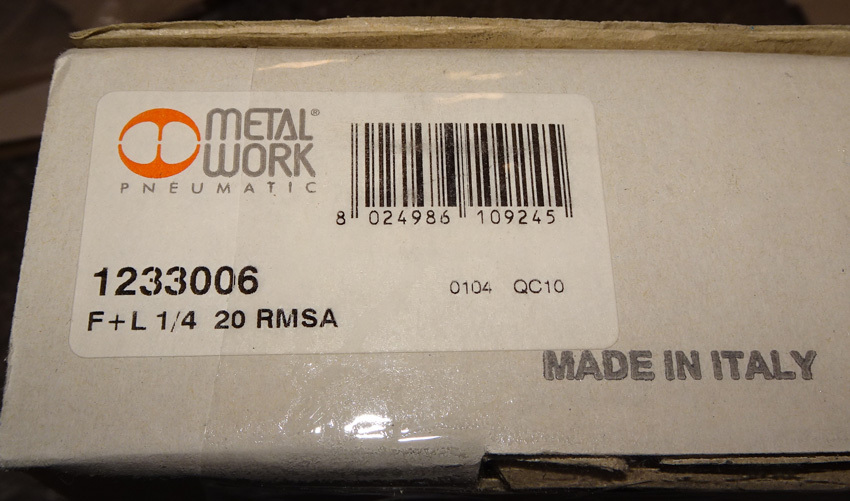 METAL®
WORK
PNEUMATIC
8 024986 109245
1233006
0104 QC10
F+L 1/4 20 RMSA
MADE IN ITALY